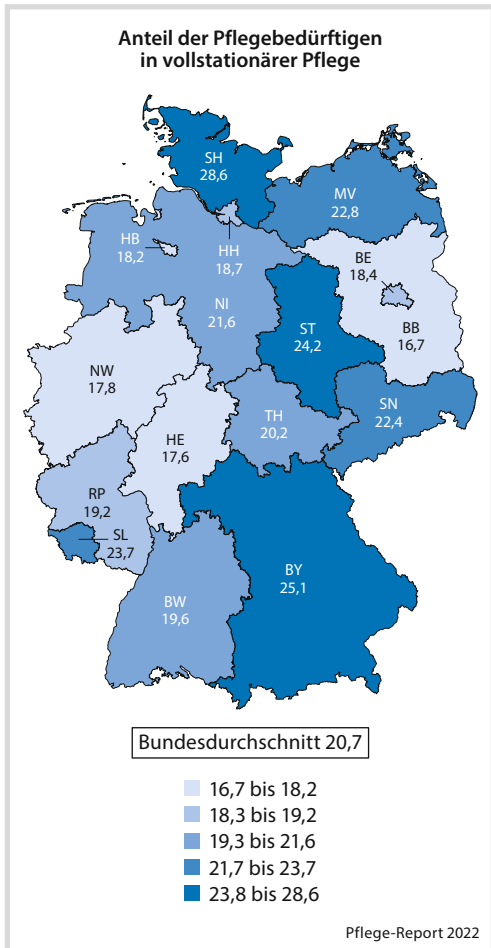 Anteil der Pflegebedürftigen
in vollstationärer Pflege
SH
28,6
MV
22,8
HB
18,2
HH
18,7
BE
18,4
NI
21,6
ST
24,2
BB
16,7
NW
17,8
SN
22,4
TH
20,2
HE
17,6
RP
19,2
SL
23,7
BY
25,1
BW
19,6
Bundesdurchschnitt 20,7
16,7 bis 18,2
18,3 bis 19,2
19,3 bis 21,6
21,7 bis 23,7
23,8 bis 28,6
Pflege-Report 2022